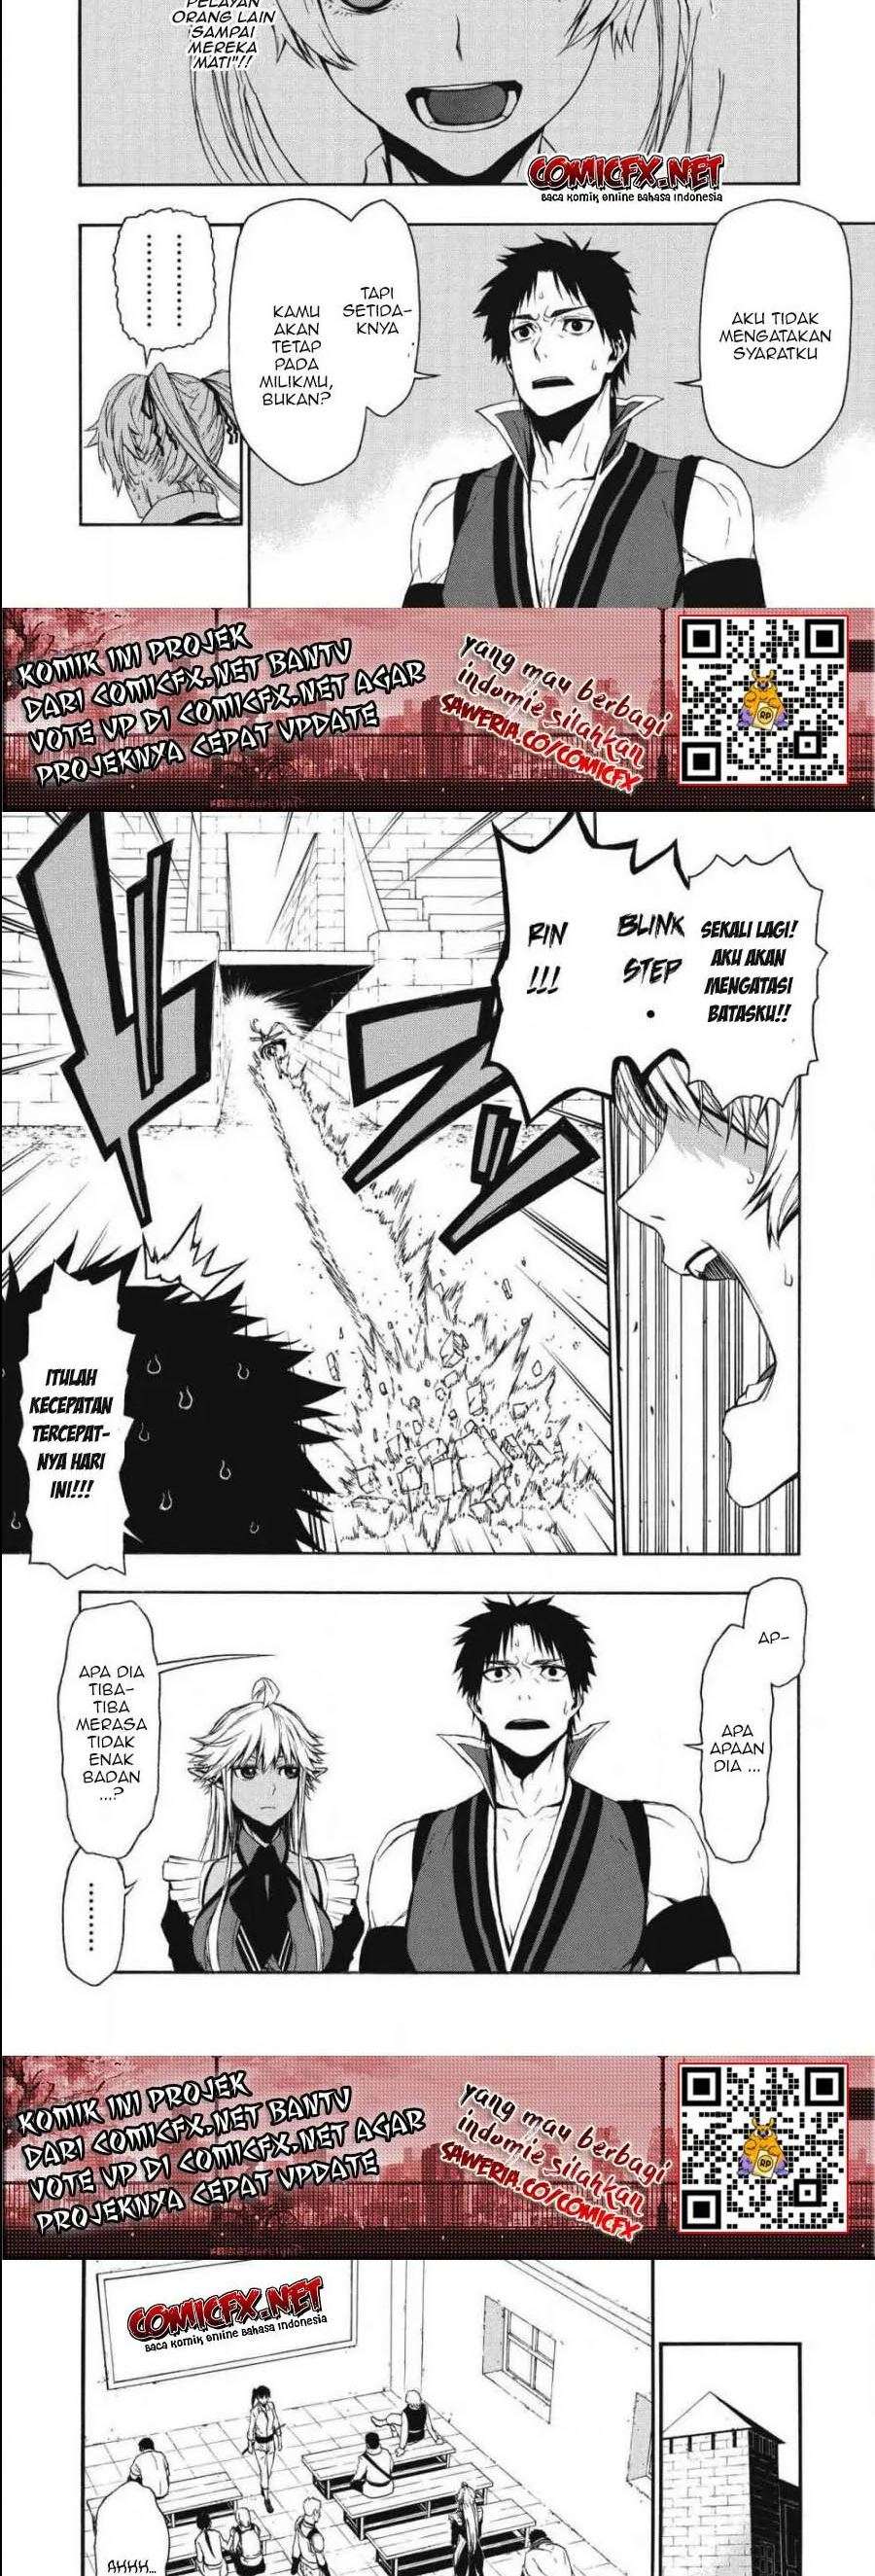 PELAYAN
ORANG LAIN
SAMPAI
MEREKA
MATI"!!
COMICFX.NET
Baca Komik Online Bahasa Indonesia
AKU TIDAK
MENGATAKAN
SYARATKU
TAPI
SETIDA-
KNYA
KAMU
AKAN
TETAP
PADA
MILIKMU,
BUKAN?
KOMIK INI PROJEK
DARI COMICFX.NET BANTU
VOTE UP DI COMICFX.NET AGAR
PROJEKNYA CEPAT UPDATE
yang mau berbagi
indomie silahkan
SAWERIA.CO/COMICFX
RP
SEKALI LAGI!
AKU AKAN
MENGATASI
BATASKU!!
BLINK
STEP
•
RIN
!!!
ITULAH
KECEPATAN
TERCEPAT-
NYA HARI
INI!!!
AP-
APA
APAAN
DIA ...
APA DIA
TIBA-
TIBA
MERASA
TIDAK
ENAK
BADAN
...?
KOMIK INI PROJEK
DARI COMICFX.NET BANTU
VOTE UP DI COMICFX.NET AGAR
PROJEKNYA CEPAT UPDATE
yang mau berbagi
indomie silahkan
SAWERIA.CO/COMICFX
RP
COMICFX.NET
Baca Komik Online Bahasa Indonesia
AHHH...